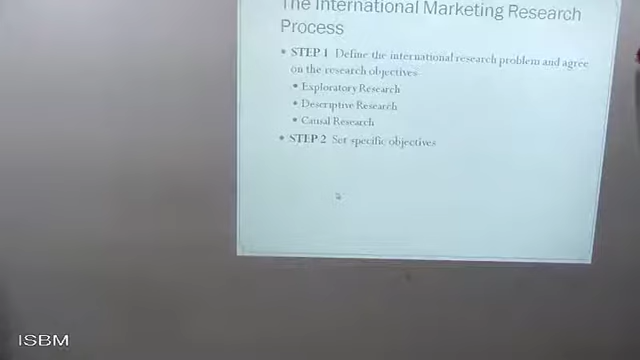 The International Marketing Research
Process
• STEP 1 Define the international research problem and agree
on the research objectives
• Exploratory Research
• Descriptive Research
• Causal Research
• STEP 2 Ser specific objectives
ISBM